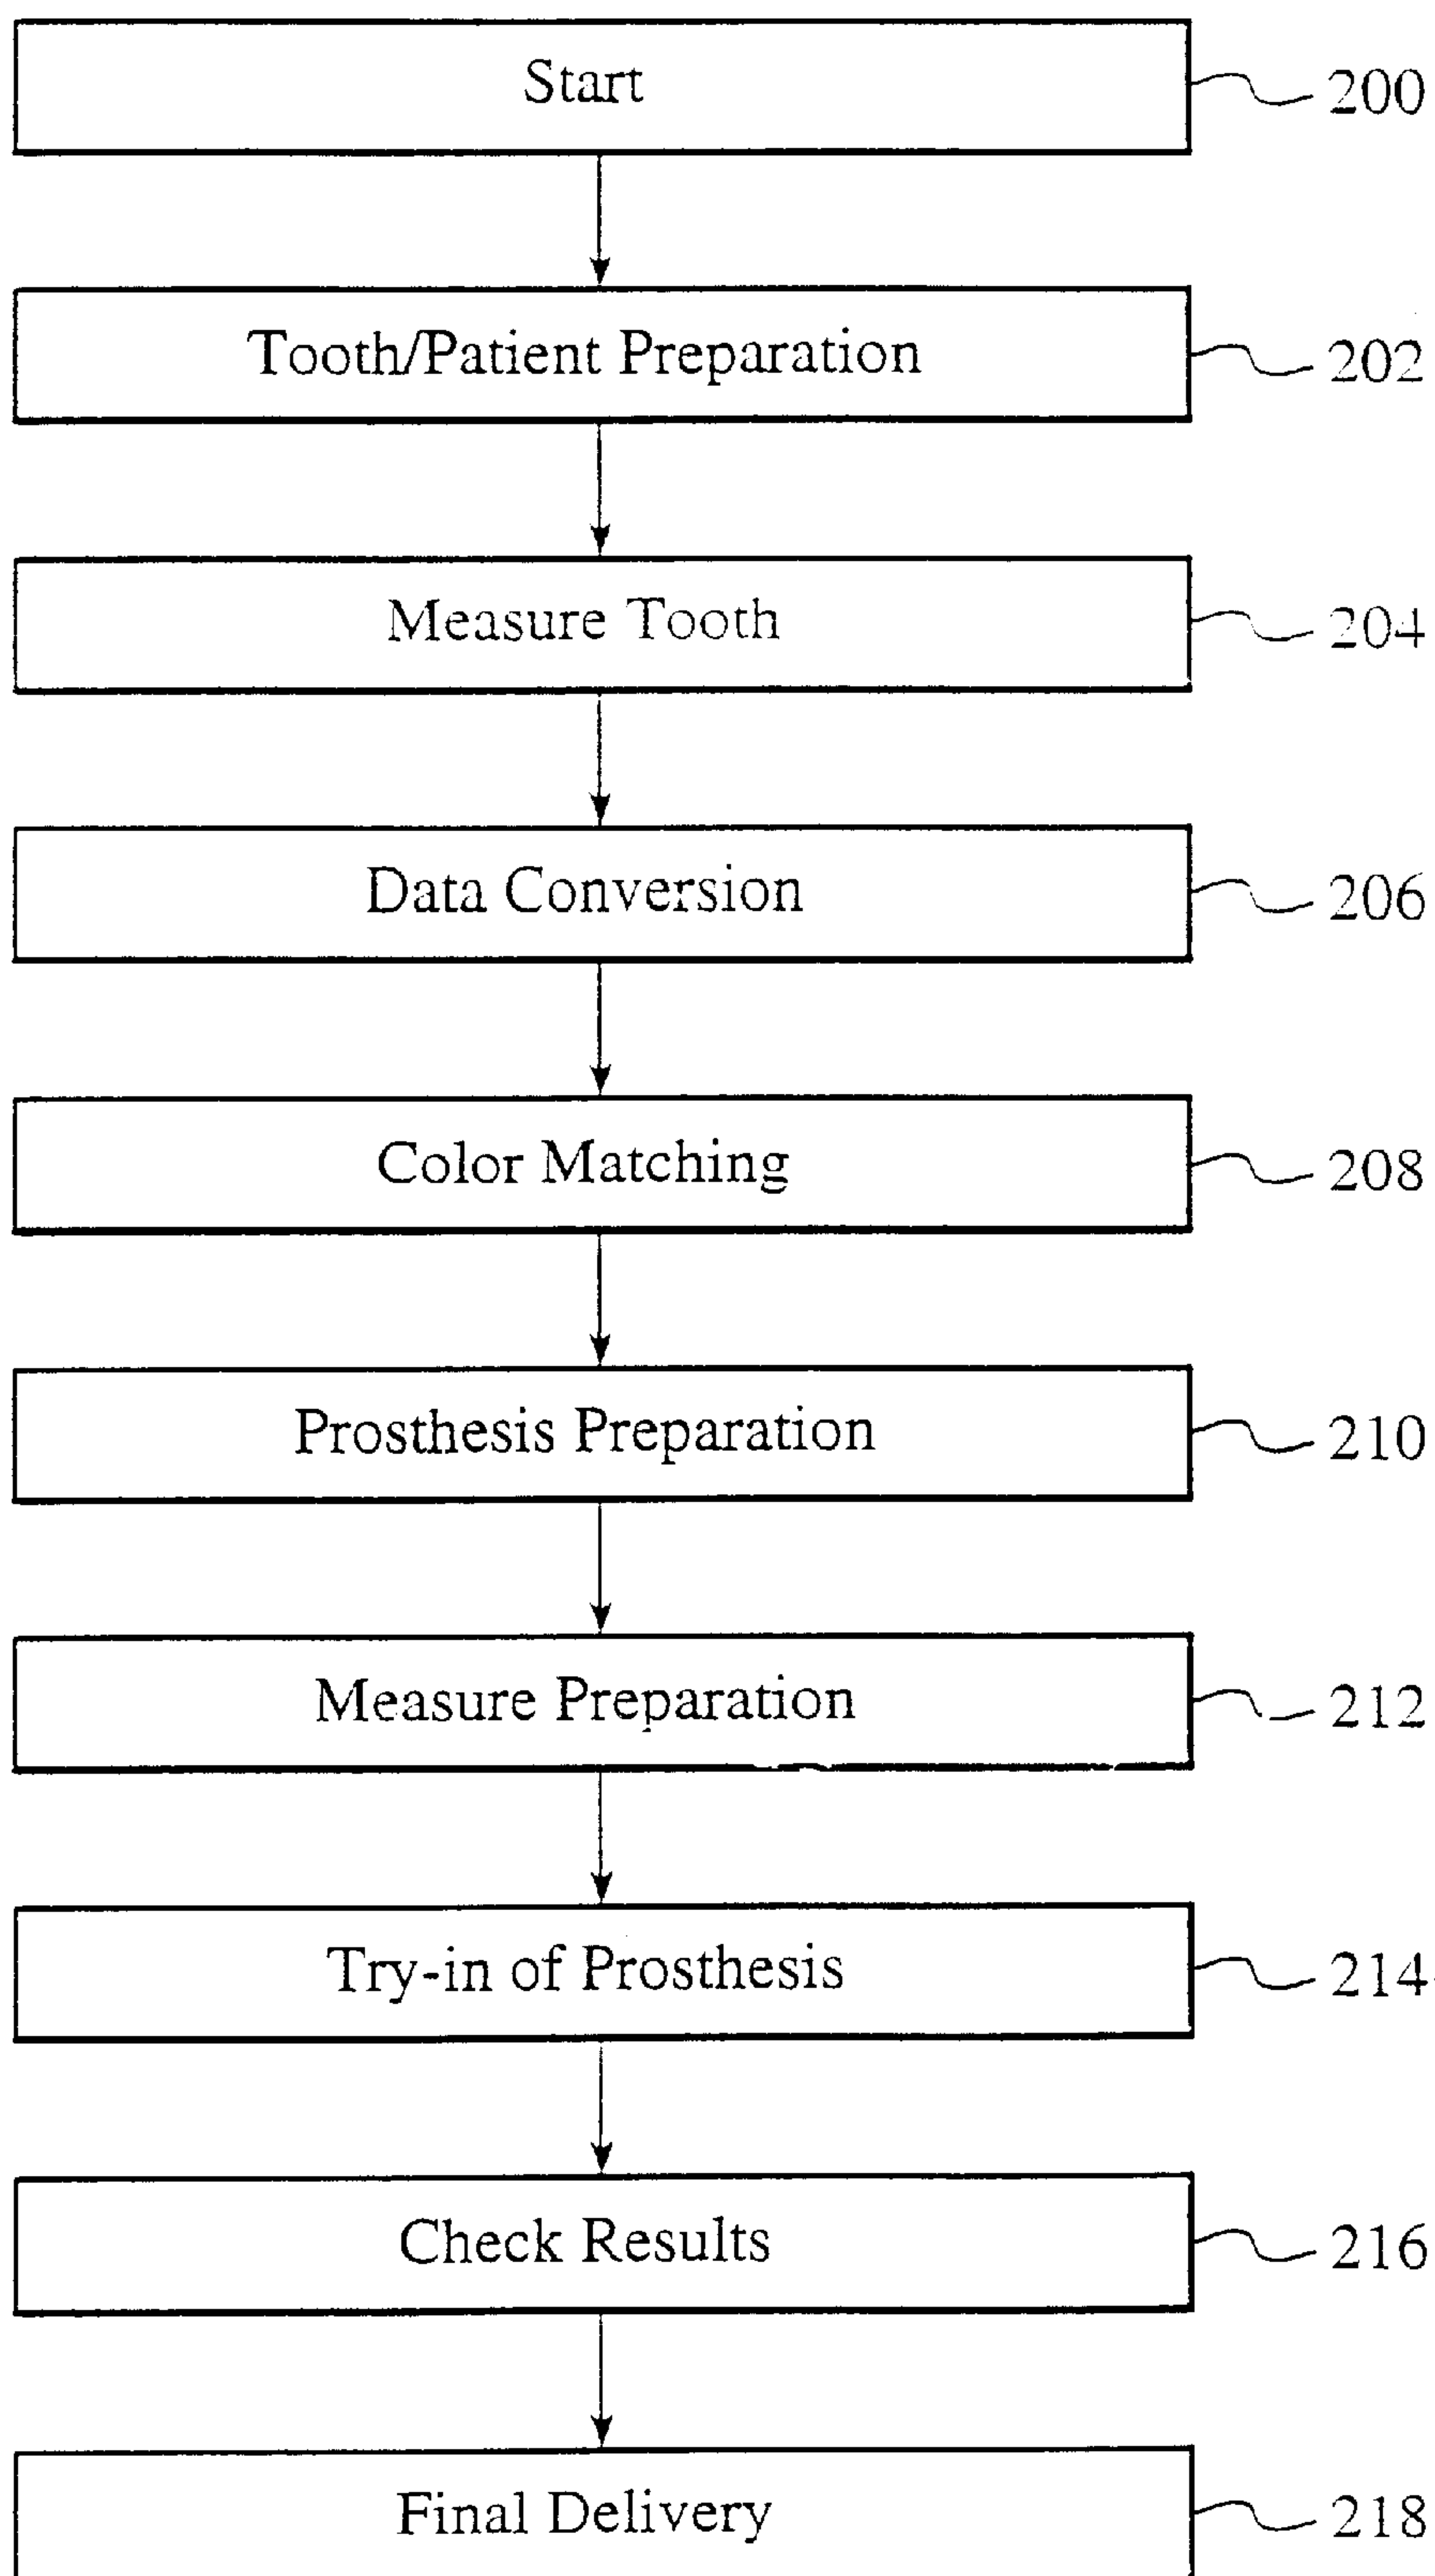 Start 200
Tooth/Patient Preparation 202
Measure Tooth 204
Data Conversion 206
Color Matching 208
Prosthesis Preparation 210
Measure Preparation 212
Try-in of Prosthesis 214
Check Results 216
Final Delivery 218